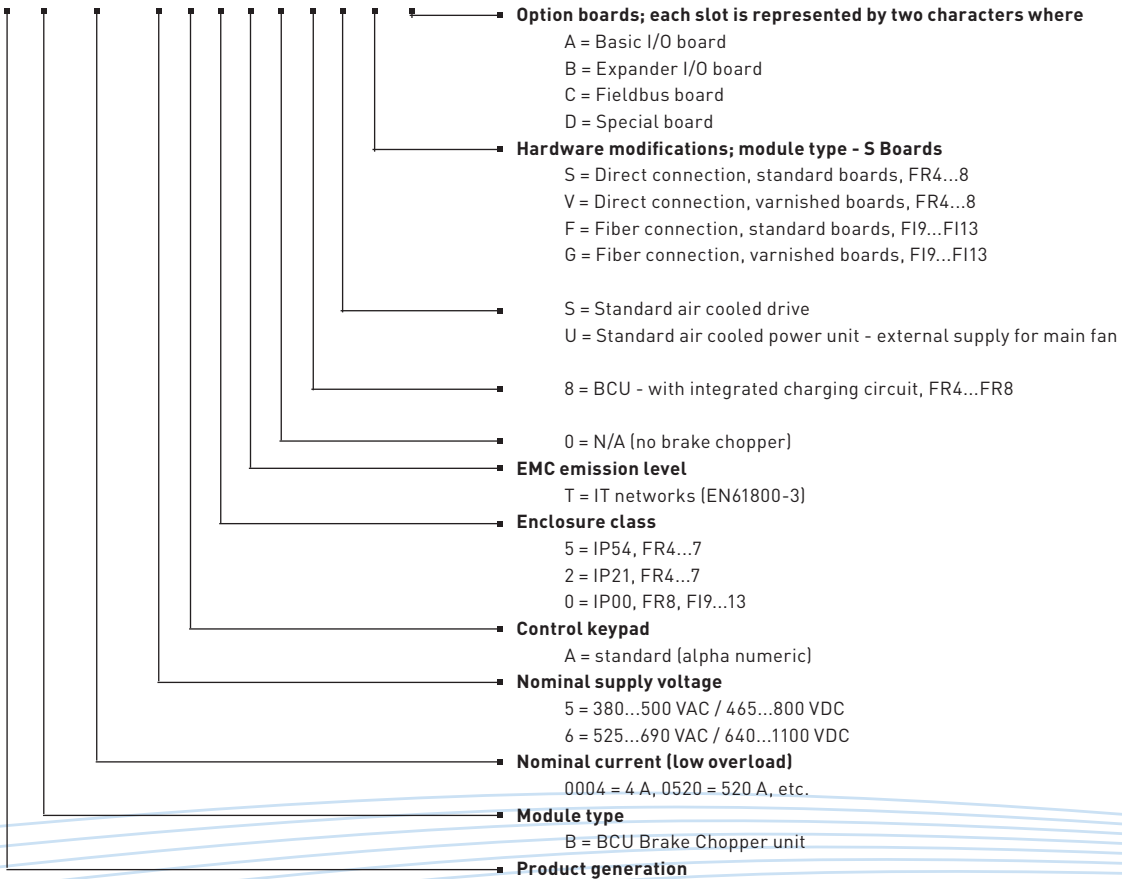 Option boards; each slot is represented by two characters where
A = Basic I/O board
B = Expander I/O board
C = Fieldbus board
D = Special board
Hardware modifications; module type - S Boards
S = Direct connection, standard boards, FR4...8
V = Direct connection, varnished boards, FR4...8
F = Fiber connection, standard boards, FI9...FI13
G = Fiber connection, varnished boards, FI9...FI13
S = Standard air cooled drive
U = Standard air cooled power unit - external supply for main fan
8 = BCU - with integrated charging circuit, FR4...FR8
0 = N/A (no brake chopper)
EMC emission level
T = IT networks (EN61800-3)
Enclosure class
5 = IP54, FR4...7
2 = IP21, FR4...7
0 = IP00, FR8, FI9...13
Control keypad
A = standard (alpha numeric)
Nominal supply voltage
5 = 380...500 VAC / 465...800 VDC
6 = 525...690 VAC / 640...1100 VDC
Nominal current (low overload)
0004 = 4 A, 0520 = 520 A, etc.
Module type
B = BCU Brake Chopper unit
Product generation